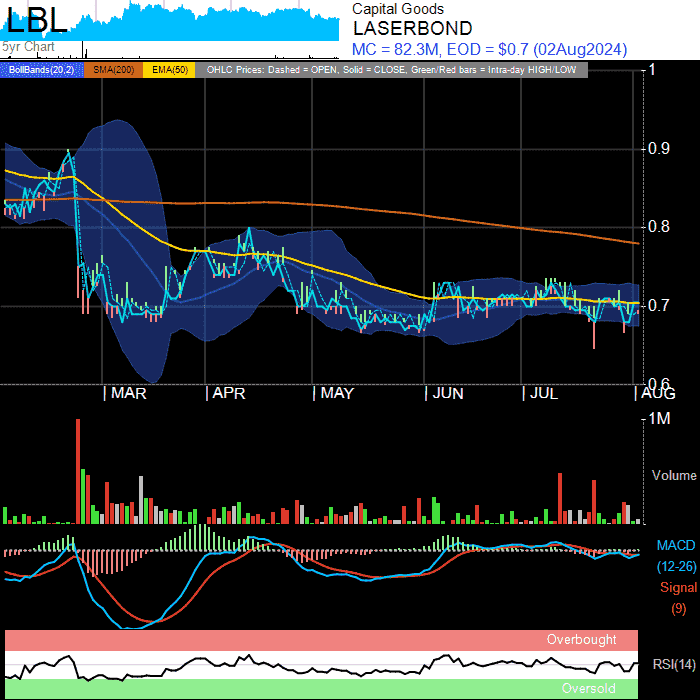 LBL
5yr Chart
Capital Goods
LASERBOND
MC = 82.3M, EOD = $0.7 (02Aug2024)
BollBands(20,2) SMA(200) EMA(50) OHLC Prices: Dashed = OPEN, Solid = CLOSE, Green/Red bars = Intra-day HIGH/LOW
1
0.9
0.8
0.7
0.6
MAR APR MAY JUN JUL AUG
1M
Volume
MACD
(12-26)
Signal
(9)
Overbought
RSI(14)
Oversold